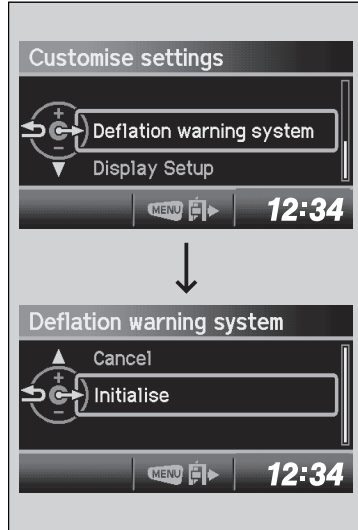 Customise settings
Deflation warning system
Display Setup
MENU
12:34
Deflation warning system
Cancel
Initialise
MENU
12:34